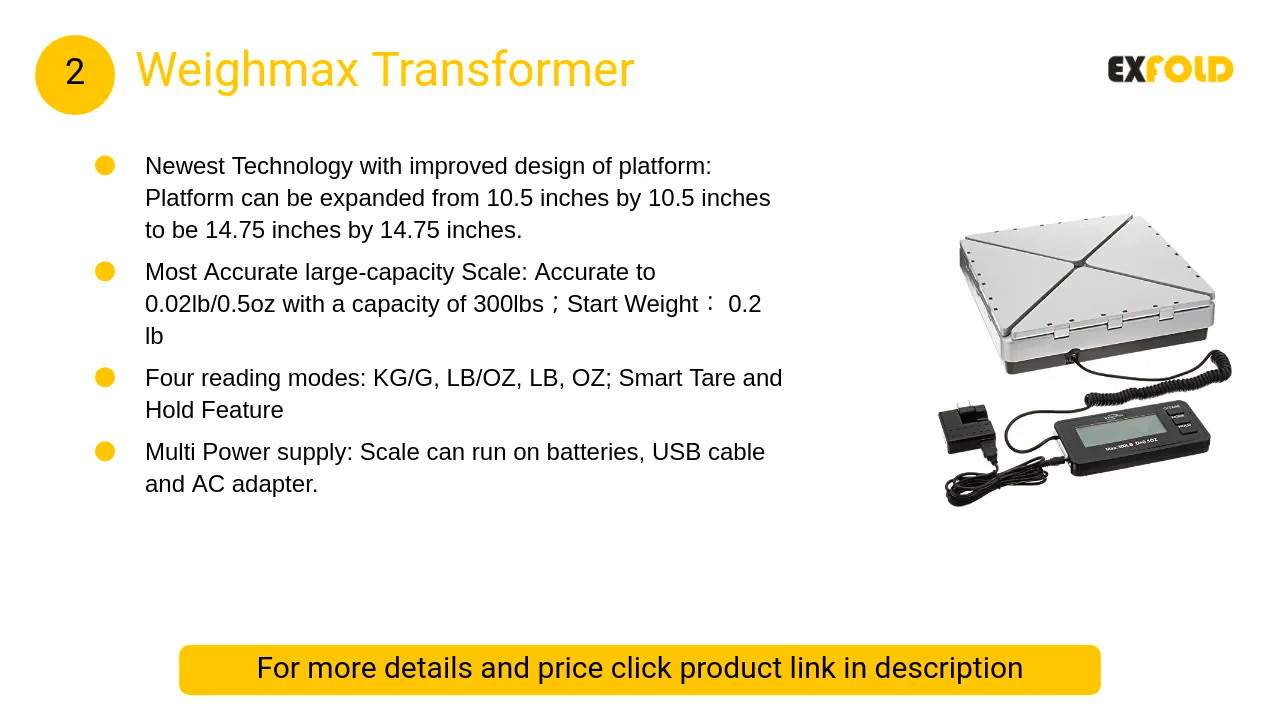 2
Weighmax Transformer
EXFOLD
Newest Technology with improved design of platform:
Platform can be expanded from 10.5 inches by 10.5 inches
to be 14.75 inches by 14.75 inches.
Most Accurate large-capacity Scale: Accurate to
0.02lb/0.5oz with a capacity of 300lbs；Start Weight： 0.2
lb
Four reading modes: KG/G, LB/OZ, LB, OZ; Smart Tare and
Hold Feature
Multi Power supply: Scale can run on batteries, USB cable
and AC adapter.
Max: 300LB D=0.5OZ
For more details and price click product link in description